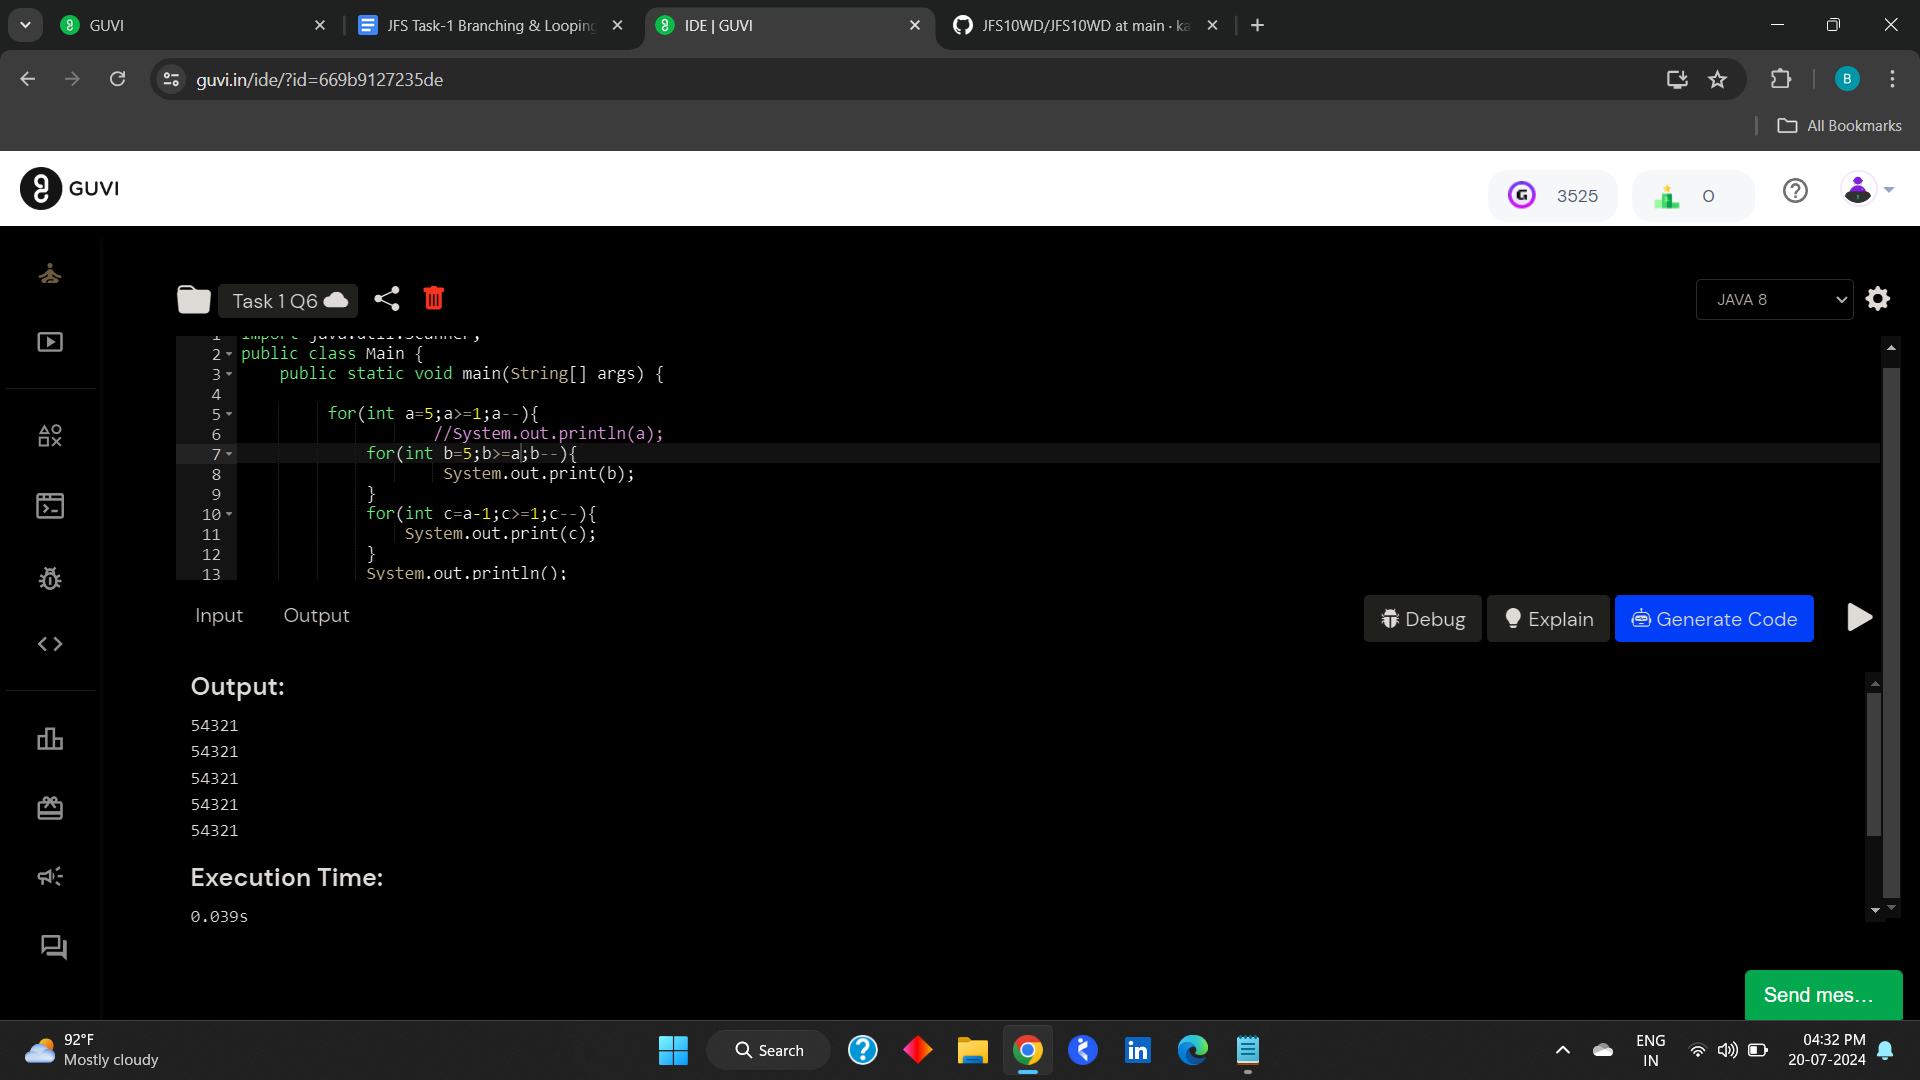 GUVI
JFS Task-1 Branching & Looping
IDE | GUVI
JFS10WD/JFS10WD at main · ka
guvi.in/ide/?id=669b9127235de
B
All Bookmarks
GUVI
3525
0
Task 1 Q6
JAVA 8
1 import java.util.Scanner;
2 public class Main {
3 public static void main(String[] args) {
4
5 for(int a=5;a>=1;a--){
6 //System.out.println(a);
7 for(int b=5;b>=a;b--){
8 System.out.print(b);
9 }
10 for(int c=a-1;c>=1;c--){
11 System.out.print(c);
12 }
13 System.out.println();
Input Output
Debug
Explain
Generate Code
Output:
54321
54321
54321
54321
54321
Execution Time:
0.039s
Send mes...
92°F
Mostly cloudy
Search
ENG
IN
04:32 PM
20-07-2024